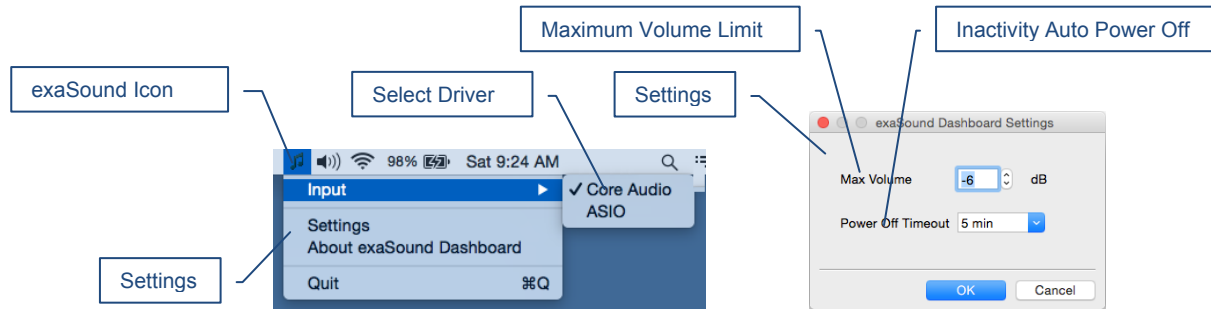 Maximum Volume Limit
Inactivity Auto Power Off
exaSound Icon
Select Driver
Settings
exaSound Dashboard Settings
98%
Sat 9:24 AM
Input
Core Audio
ASIO
Max Volume
-6
dB
Settings
About exaSound Dashboard
Power Off Timeout
5 min
Settings
Quit
⌘Q
OK
Cancel